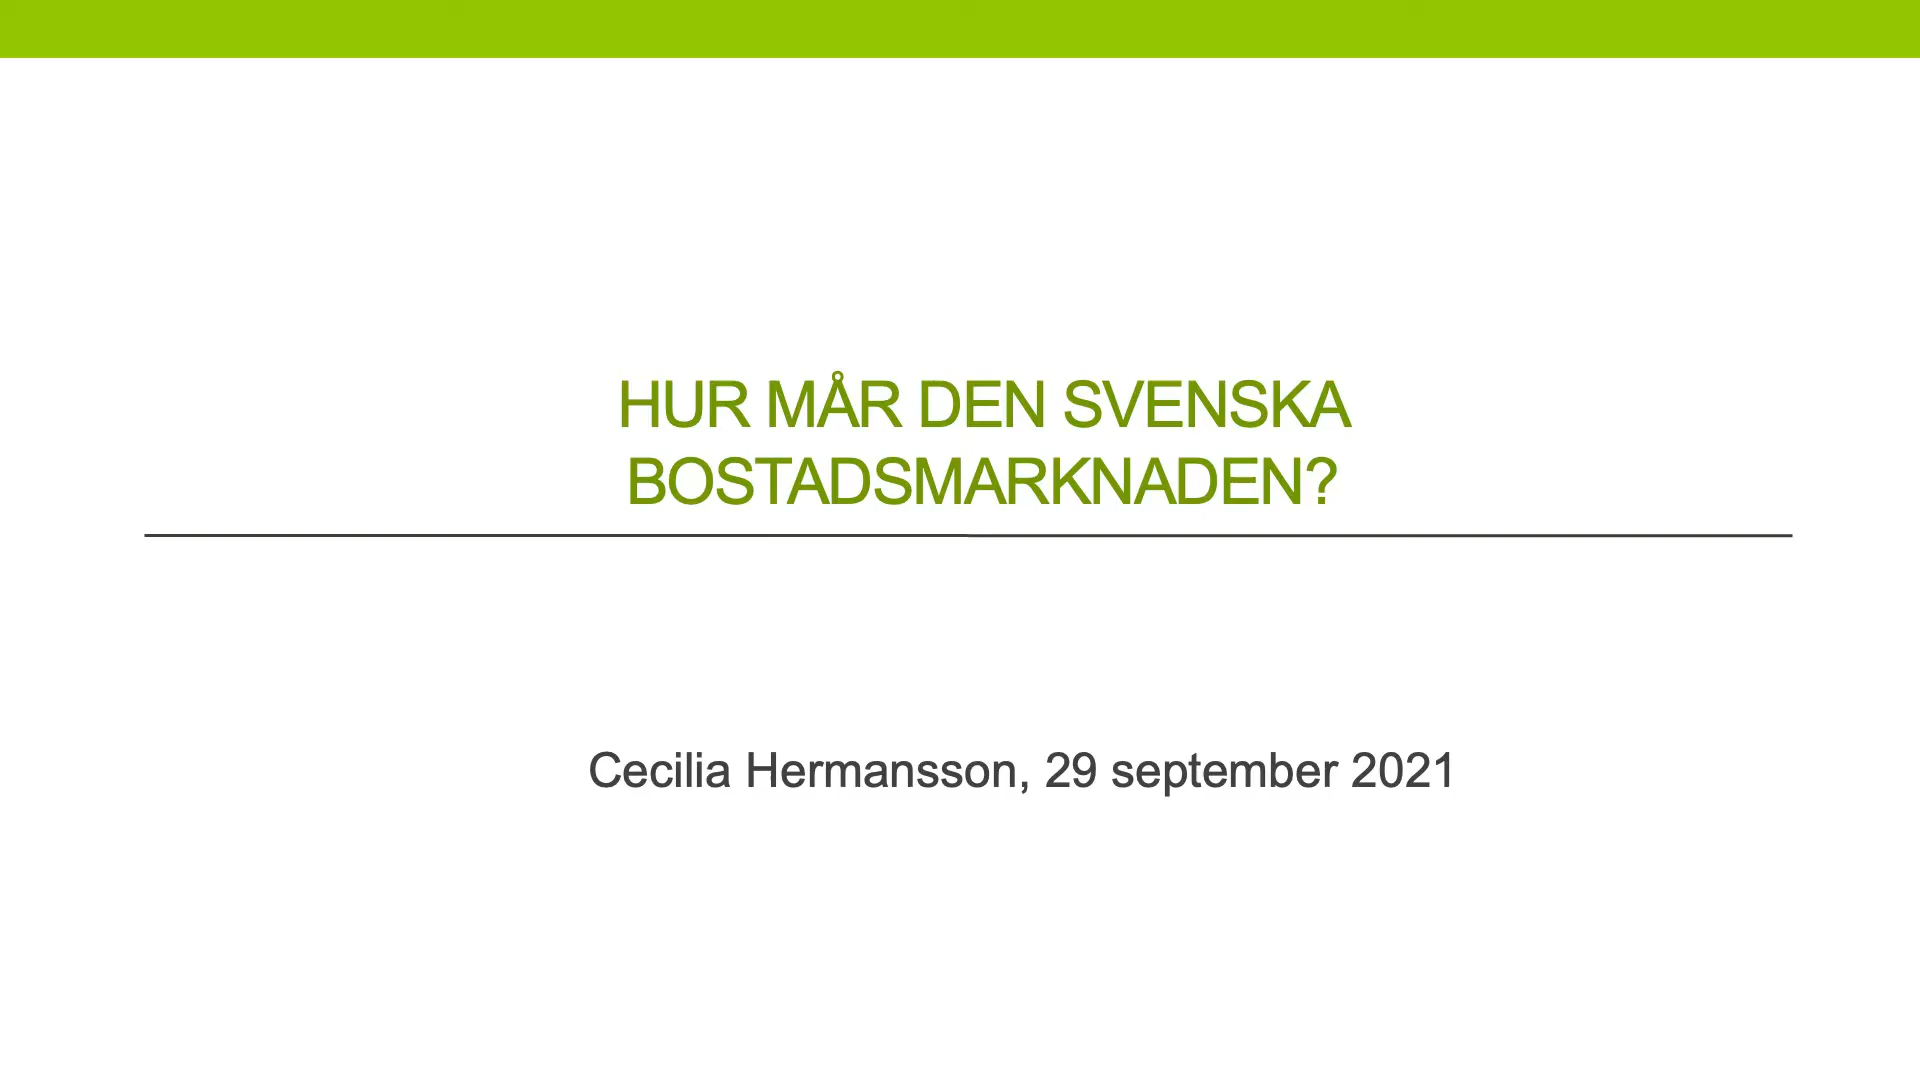 HUR MÅR DEN SVENSKA
BOSTADSMARKNADEN?
Cecilia Hermansson, 29 september 2021